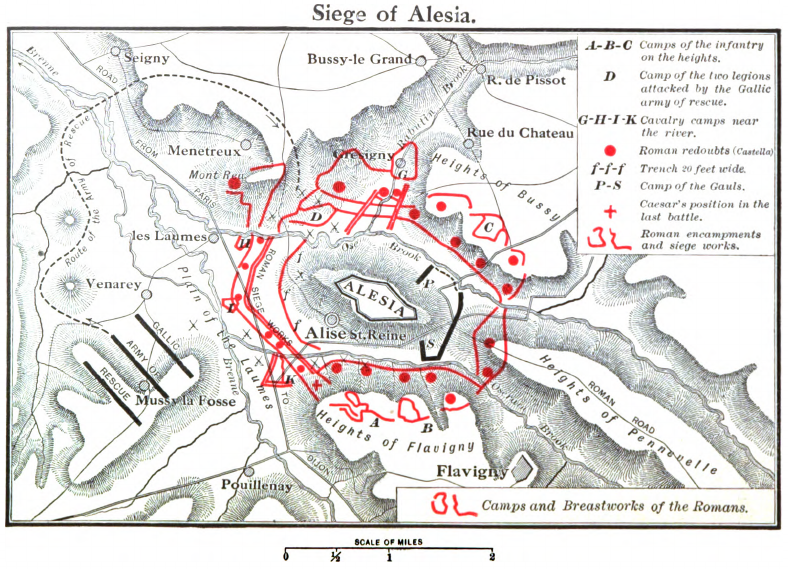 Siege of Alesia.
A-B-C Camps of the infantry
on the heights.
D Camp of the two legions
attacked by the Gallic
army of rescue.
G-H-I-K Cavalry camps near
the river.
Roman redoubts (Castella)
f-f-f Trench 20 feet wide.
P-S Camp of the Gauls.
+ Caesar's position in the
last battle.
Roman encampments
and siege works.
Brenne
Seigny
ROAD
FROM
PARIS
Bussy-le Grand
R. de Pissot
Rabutin Brook
Rue du Chateau
Menetreux
Mont Rea
Gresigny
G
Heights of Bussy
Route of the Army of Rescue
D
C
les Laumes
H
Brook
f
f
f
P
ALESIA
Alise St. Reine
S
ROMAN
SIEGE WORKS
Venarey
I
Plain of the Laumes
Brenne
GALLIC
ARMY OF
RESCUE
Mussy la Fosse
K
TO
DIJON
A
B
Heights of Flavigny
Brook
Heights of Pennevelle
ROMAN
ROAD
Pouillenay
Flavigny
Camps and Breastworks of the Romans.
SCALE OF MILES
0 ½ 1 2